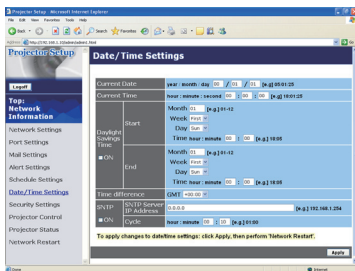 Projector Setup - Microsoft Internet Explorer
File Edit View Favorites Tools Help
Back Search Favorites
Projector Setup
Logoff
Top:
Network
Information
Network Settings
Port Settings
Mail Settings
Alert Settings
Schedule Settings
Date/Time Settings
Security Settings
Projector Control
Projector Status
Network Restart
Date/Time Settings
Current Date year : month : day 00 / 01 / 01 [e.g] 05:01:25
Current Time hour : minute : second 00 : 00 : 00 [e.g.] 18:01:25
Daylight Savings Time
ON
Start
Month 01 [e.g.] 01-12
Week First
Day Sun
Time hour : minute 00 : 00 [e.g.] 18:05
End
Month 01 [e.g.] 01-12
Week First
Day Sun
Time hour : minute 00 : 00 [e.g.] 18:05
Time difference GMT +00:00
SNTP
ON
SNTP Server IP Address 0.0.0.0 [e.g.] 192.168.1.254
Cycle hour : minute 00 : 10 [e.g.] 01:00
To apply changes to date/time settings: click Apply, then perform 'Network Restart'.
Apply
Done Internet